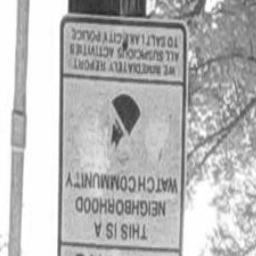 THIS IS A
NEIGHBORHOOD
WATCH COMMUNITY
WE IMMEDIATELY REPORT
ALL SUSPICIOUS ACTIVITIES
TO SALT LAKE CITY POLICE